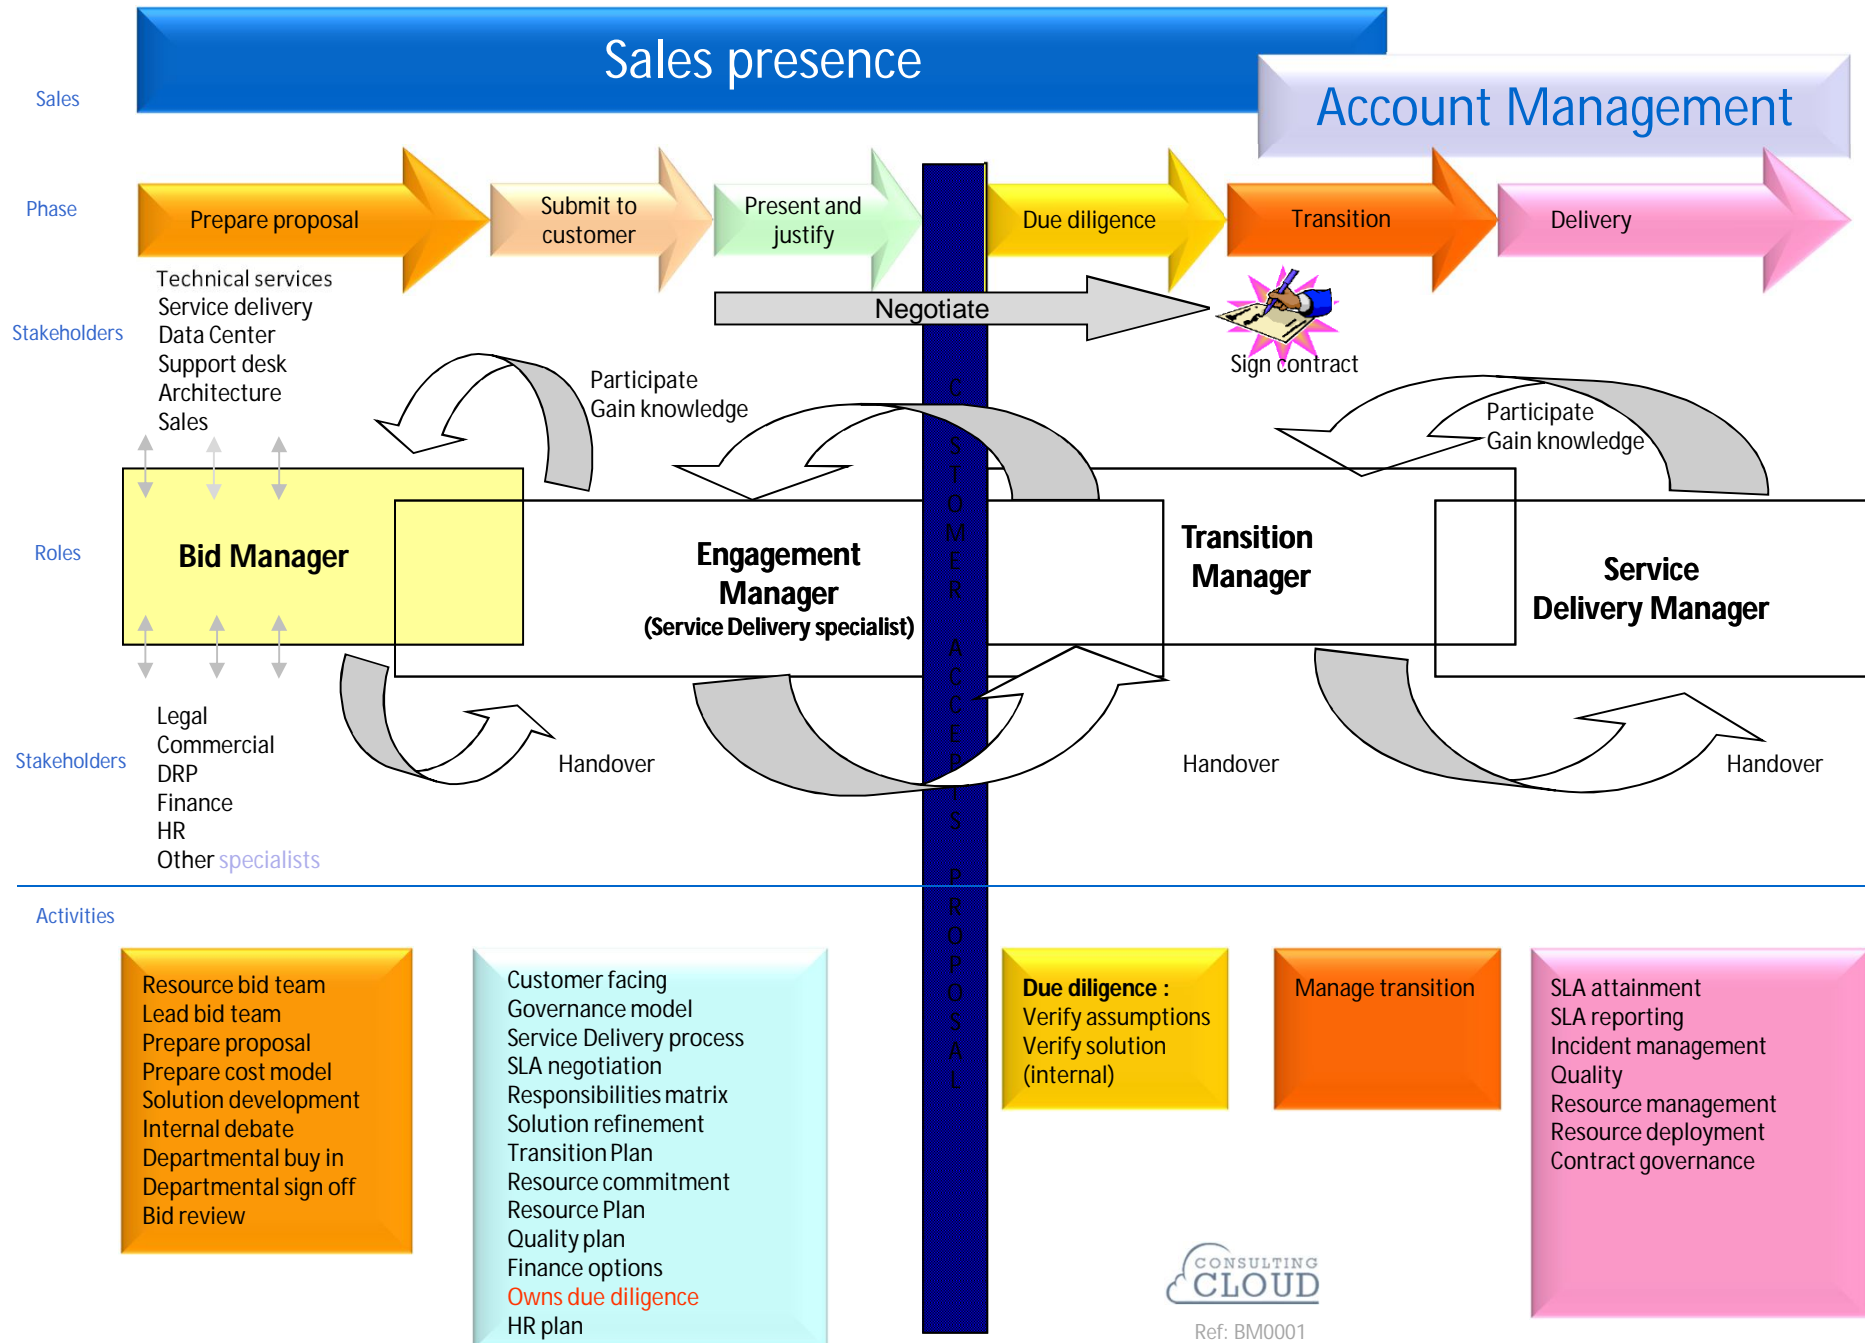 Sales presence
Sales
Account Management
Phase
Prepare proposal
Submit to
customer
Present and
justify
Due diligence
Transition
Delivery
Stakeholders
Technical services
Service delivery
Data Center
Support desk
Architecture
Sales
Negotiate
Sign contract
Participate
Gain knowledge
Participate
Gain knowledge
Roles
Bid Manager
Engagement
Manager
(Service Delivery specialist)
Transition
Manager
Service
Delivery Manager
CUSTOMER ACCEPTS PROPOSAL
Stakeholders
Legal
Commercial
DRP
Finance
HR
Other specialists
Handover
Handover
Handover
Activities
Resource bid team
Lead bid team
Prepare proposal
Prepare cost model
Solution development
Internal debate
Departmental buy in
Departmental sign off
Bid review
Customer facing
Governance model
Service Delivery process
SLA negotiation
Responsibilities matrix
Solution refinement
Transition Plan
Resource commitment
Resource Plan
Quality plan
Finance options
Owns due diligence
HR plan
Due diligence :
Verify assumptions
Verify solution
(internal)
Manage transition
SLA attainment
SLA reporting
Incident management
Quality
Resource management
Resource deployment
Contract governance
CONSULTING
CLOUD
Ref: BM0001